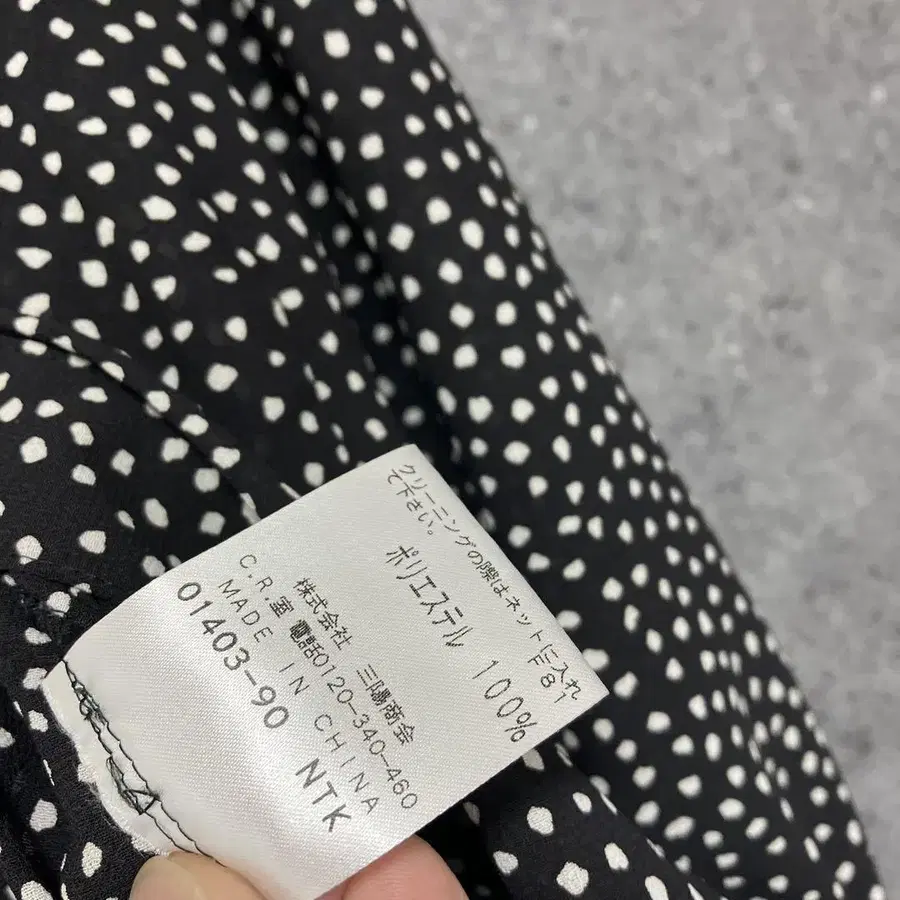 クリーニングの際はネットに入れ
て下さい。 F81
ポリエステル 100%
株式会社 三陽商会
C.R.室 電話0120-340-460
MADE IN CHINA
01403-90 NTK